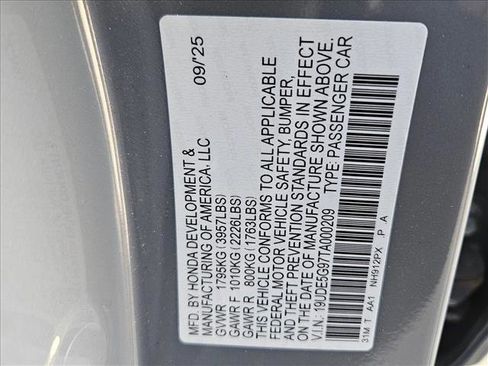 09/'25
MFD. BY HONDA DEVELOPMENT &
MANUFACTURING OF AMERICA, LLC
GVWR 1795KG (3957LBS)
GAWR F 1010KG (2226LBS)
GAWR R 800KG (1763LBS)
THIS VEHICLE CONFORMS TO ALL APPLICABLE
FEDERAL MOTOR VEHICLE SAFETY, BUMPER,
AND THEFT PREVENTION STANDARDS IN EFFECT
ON THE DATE OF MANUFACTURE SHOWN ABOVE.
V.I.N.: 19UDE5G97TA000209 TYPE: PASSENGER CAR
31M T AA1 NH912PX P A